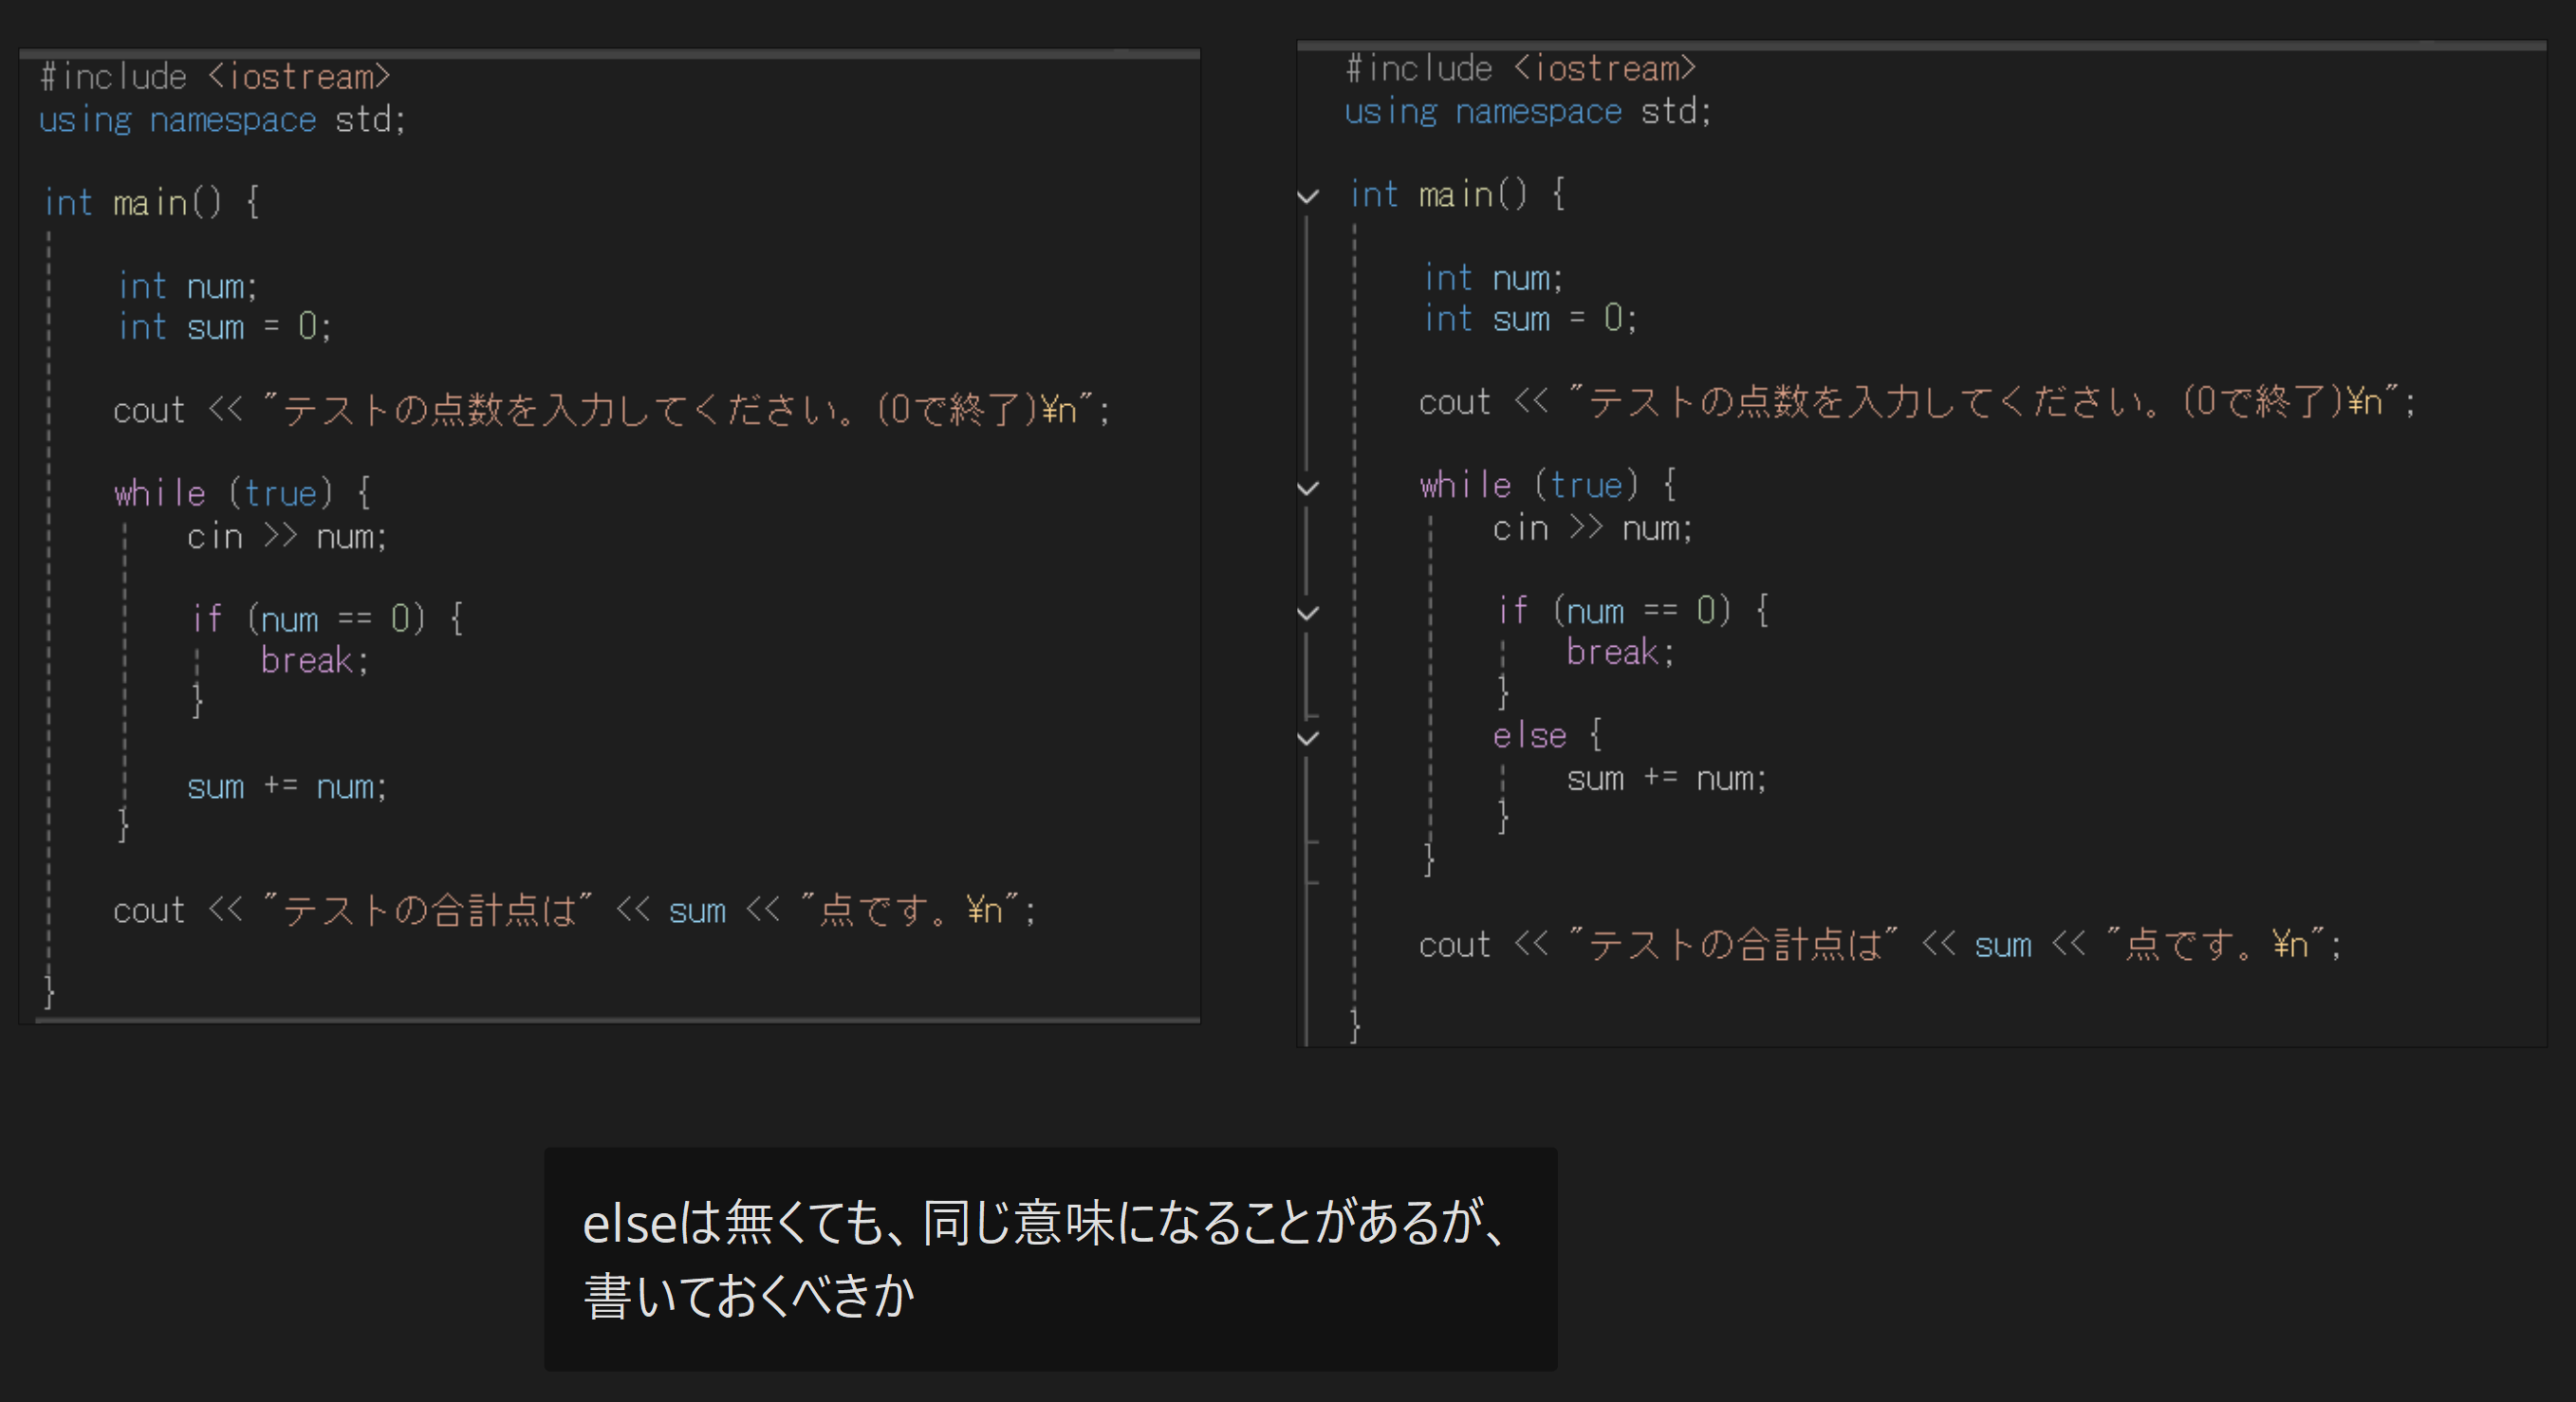 #include <iostream>
using namespace std;
int main() {
int num;
int sum = 0;
cout << "テストの点数を入力してください。(0で終了)¥n";
while (true) {
cin >> num;
if (num == 0) {
break;
}
sum += num;
}
cout << "テストの合計点は" << sum << "点です。¥n";
}
#include <iostream>
using namespace std;
int main() {
int num;
int sum = 0;
cout << "テストの点数を入力してください。(0で終了)¥n";
while (true) {
cin >> num;
if (num == 0) {
break;
}
else {
sum += num;
}
}
cout << "テストの合計点は" << sum << "点です。¥n";
}
elseは無くても、同じ意味になることがあるが、
書いておくべきか